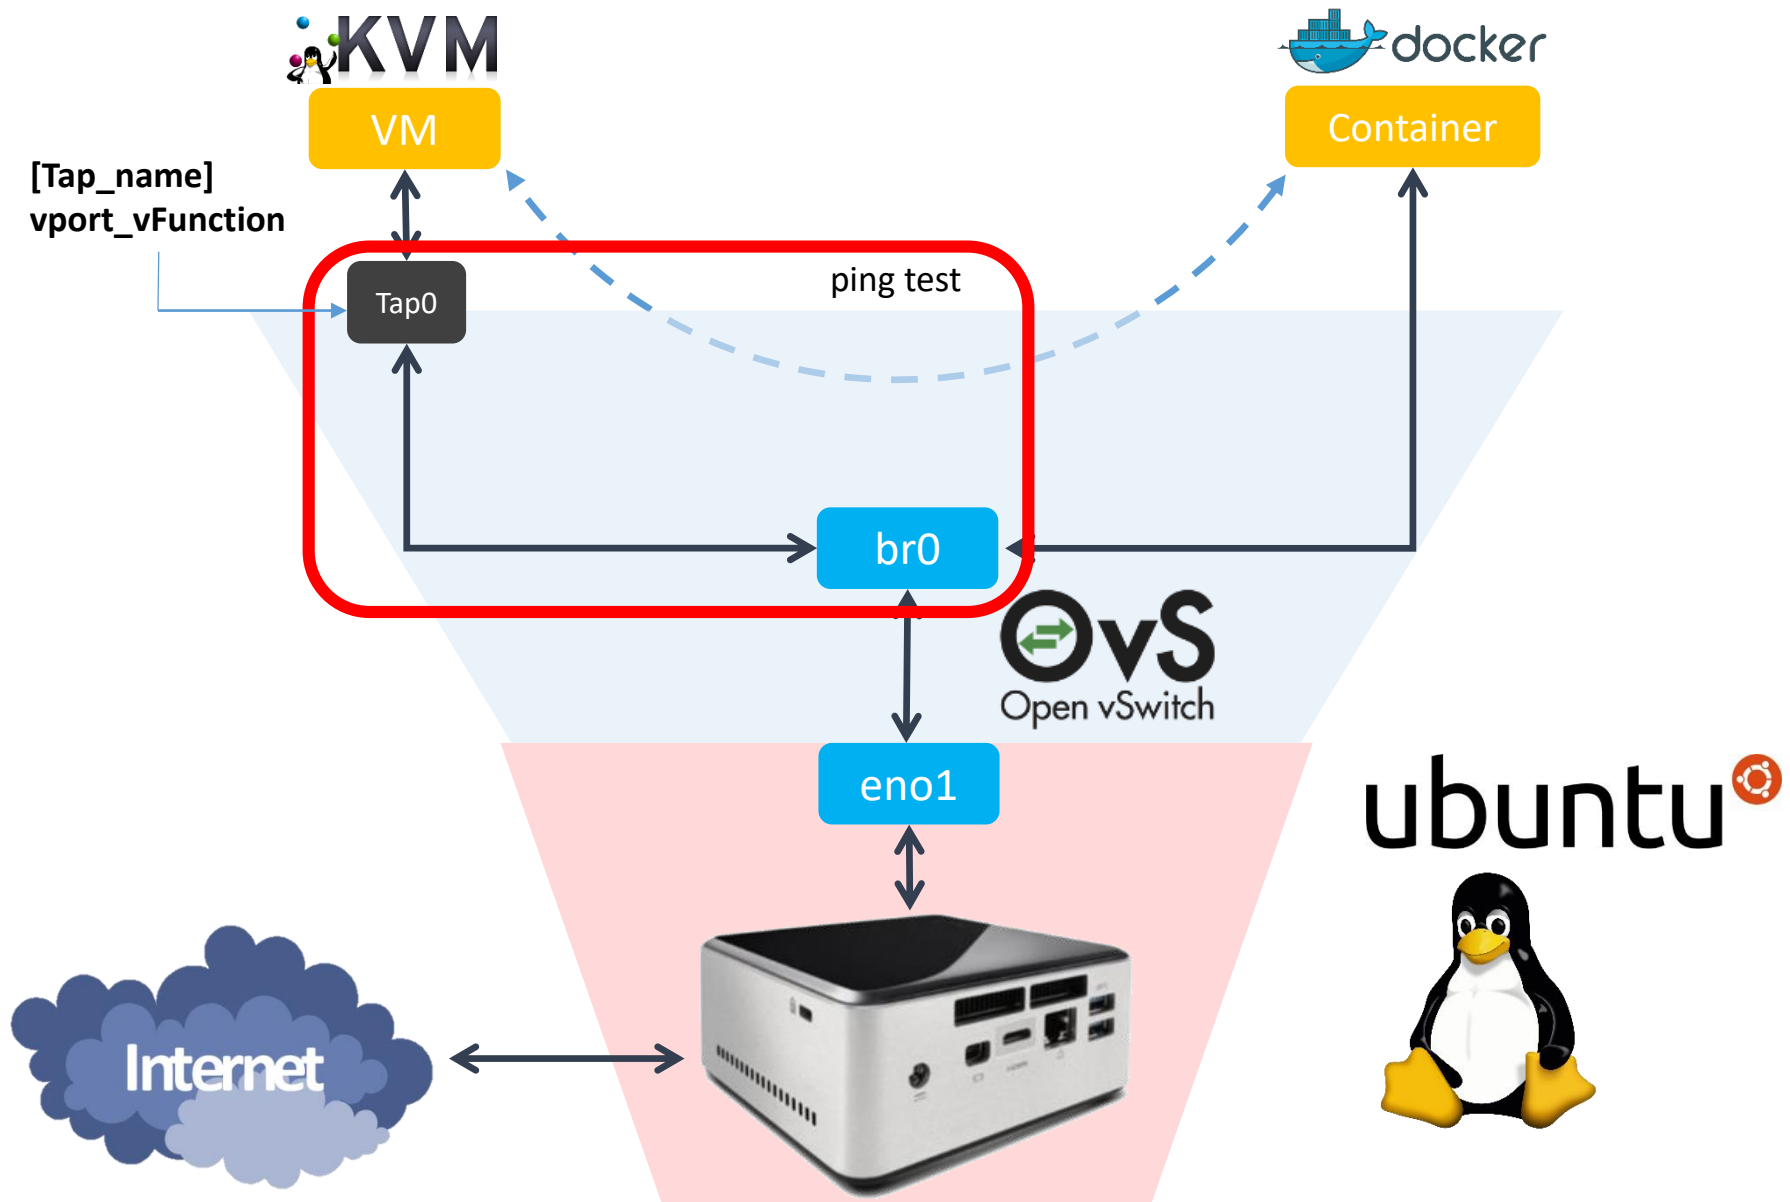 KVM
docker
VM
Container
[Tap_name]
vport_vFunction
ping test
Tap0
br0
OvS
Open vSwitch
eno1
ubuntu
Internet